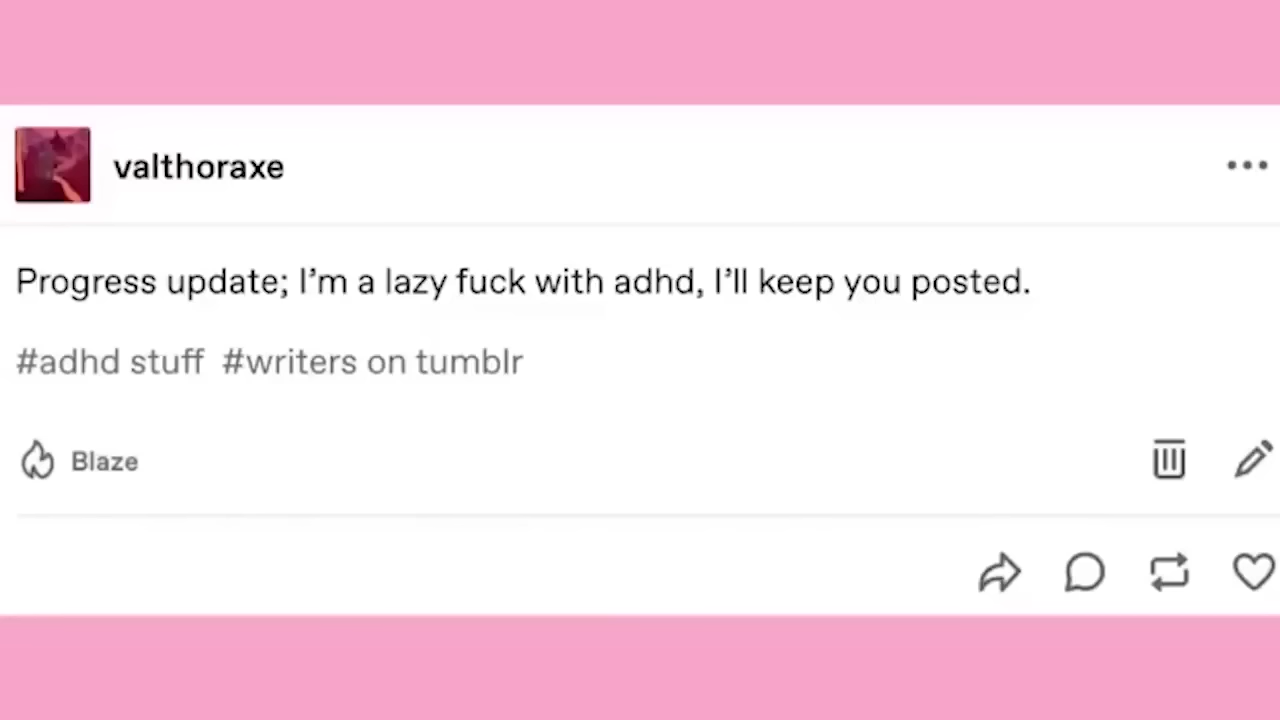 valthoraxe
Progress update; I'm a lazy fuck with adhd, I'll keep you posted.
#adhd stuff #writers on tumblr
Blaze